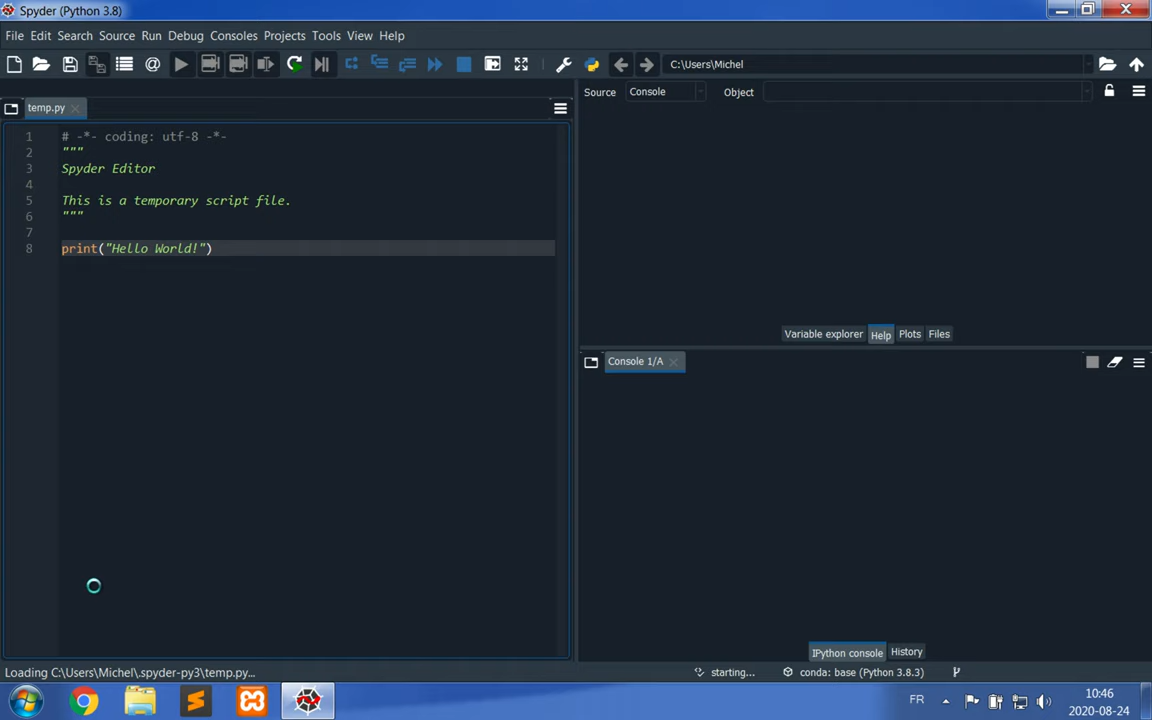 Spyder (Python 3.8)
File Edit Search Source Run Debug Consoles Projects Tools View Help
C:\Users\Michel
Source Console Object
temp.py
1 # -*- coding: utf-8 -*-
2 """
3 Spyder Editor
4
5 This is a temporary script file.
6 """
7
8 print("Hello World!")
Variable explorer Help Plots Files
Console 1/A
IPython console History
Loading C:\Users\Michel\.spyder-py3\temp.py... starting... conda: base (Python 3.8.3)
FR 10:46
2020-08-24